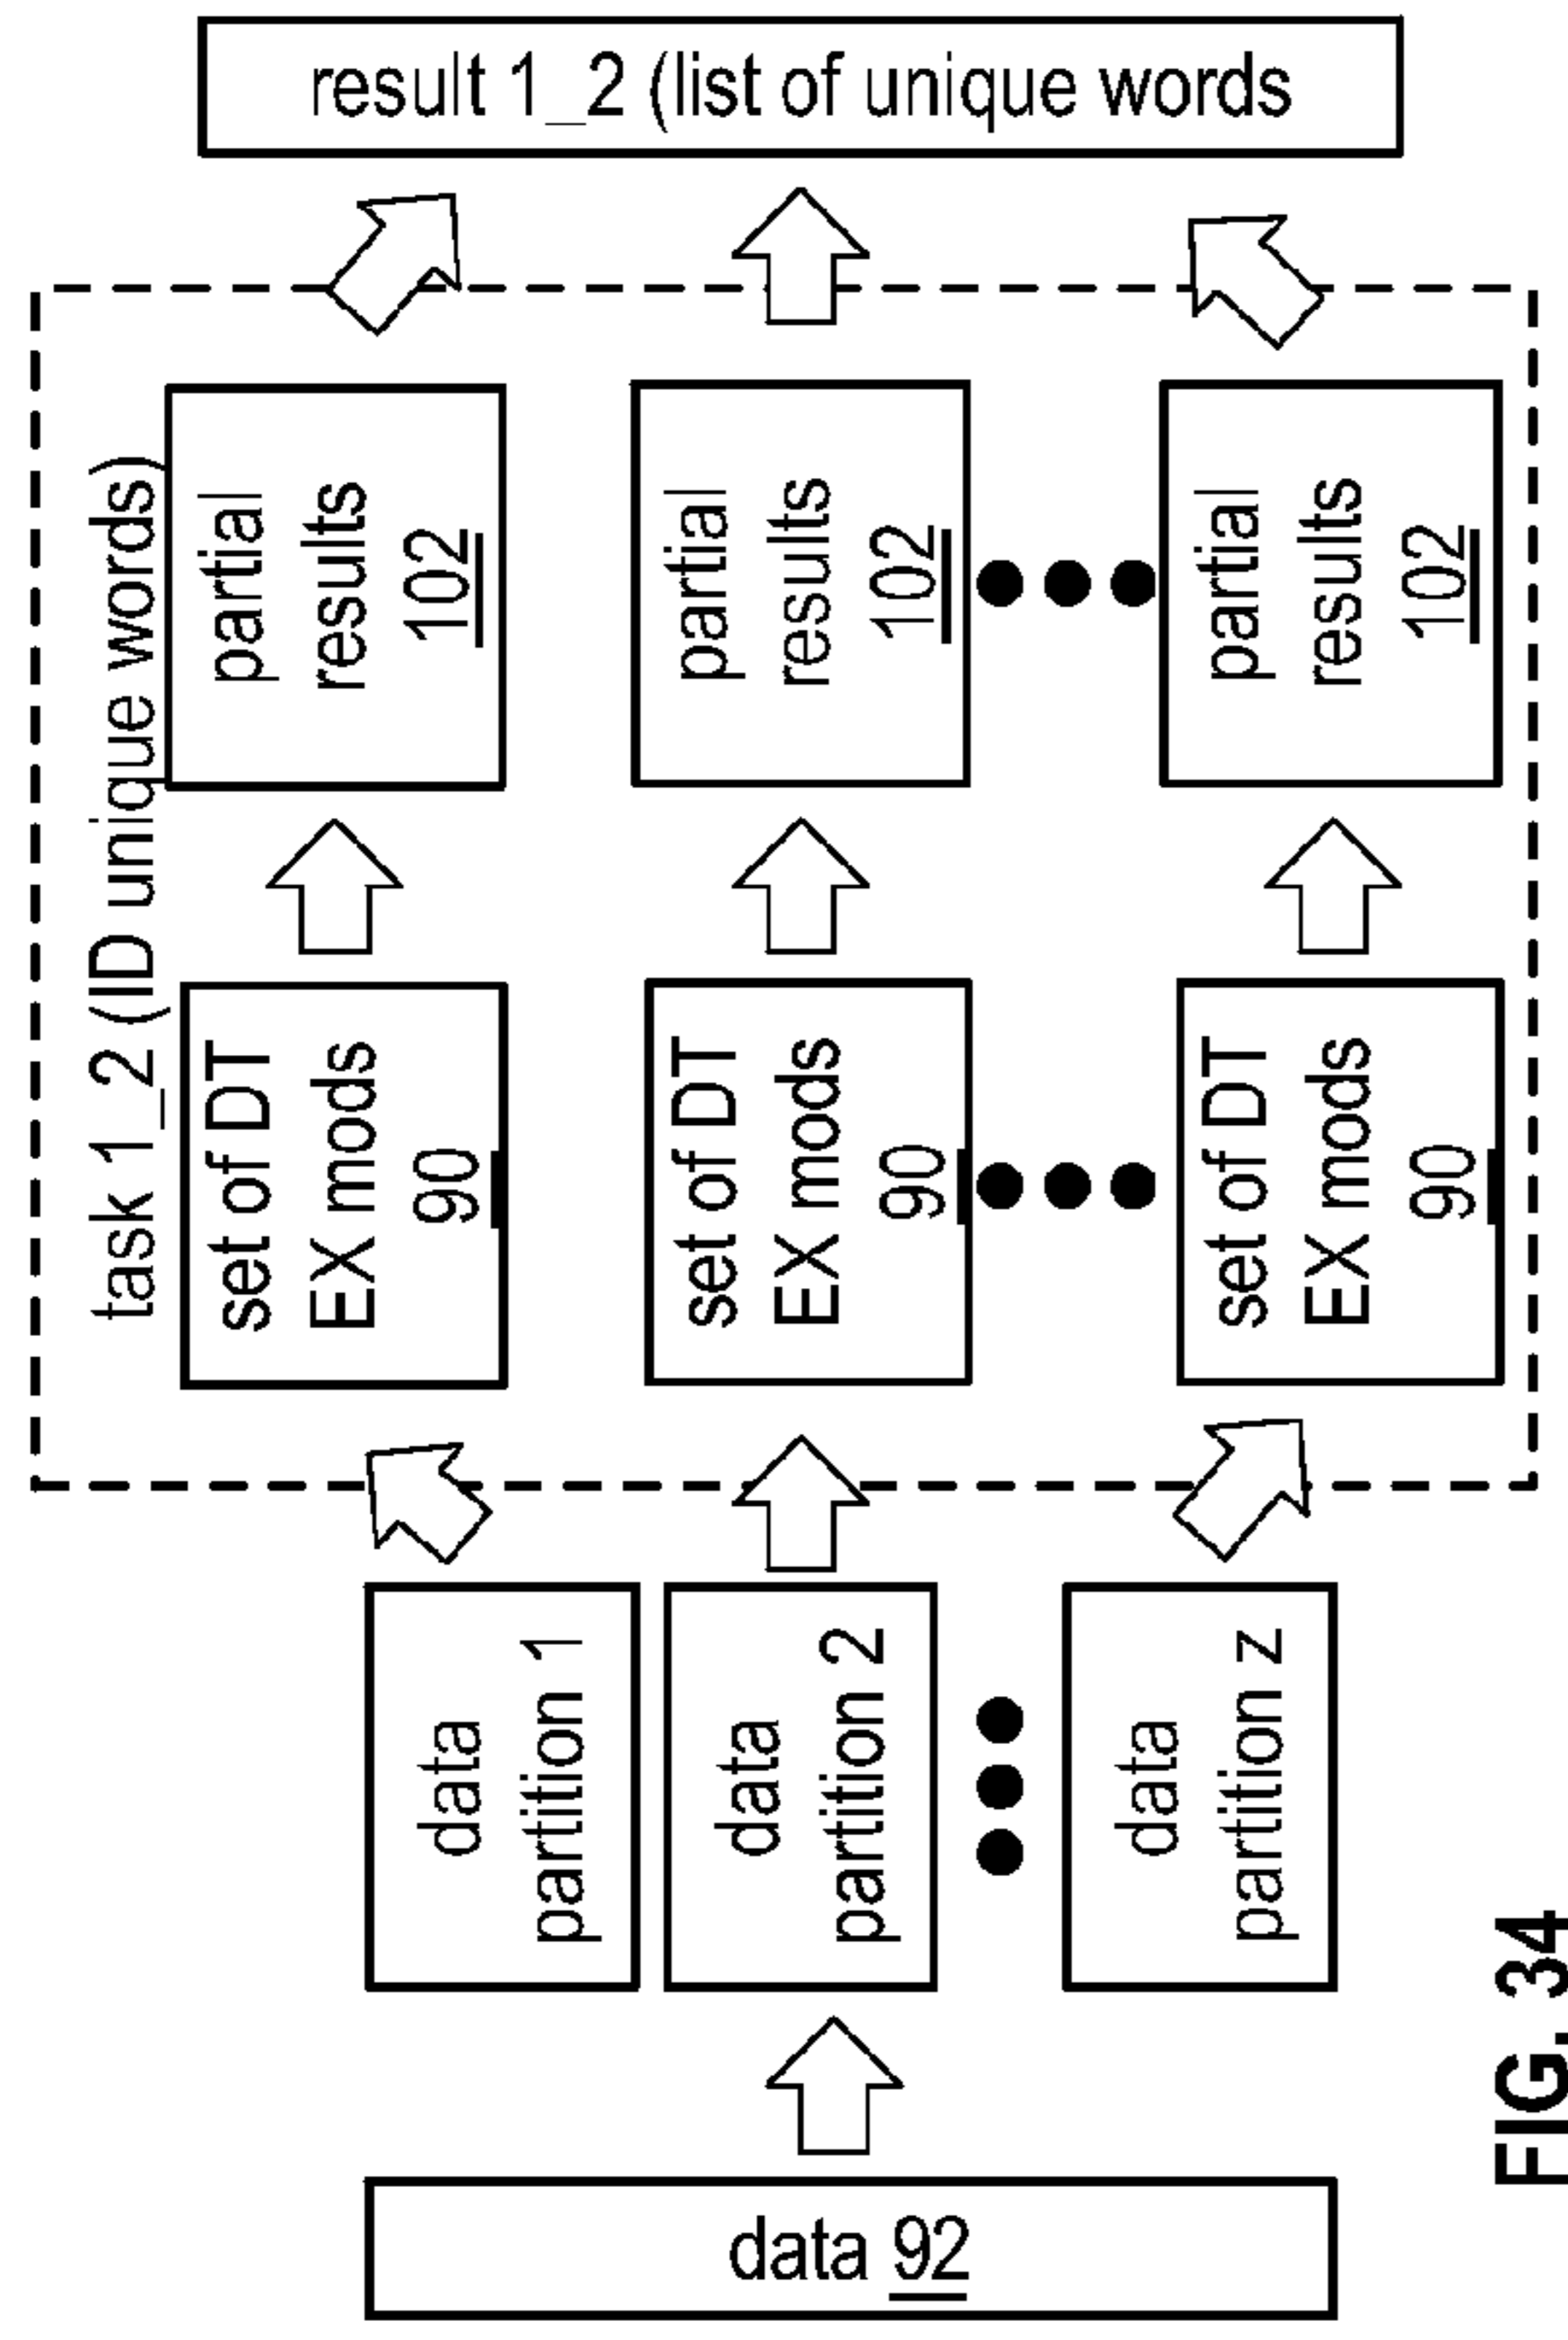 data 92
data
partition 1
data
partition 2
data
partition z
task 1_2 (ID unique words)
set of DT
EX mods
90
set of DT
EX mods
90
set of DT
EX mods
90
partial
results
102
partial
results
102
partial
results
102
result 1_2 (list of unique words
FIG. 34